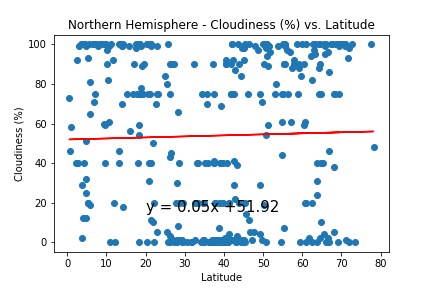 Northern Hemisphere - Cloudiness (%) vs. Latitude
100
80
60
40
20
0
Cloudiness (%)
y = 0.05x +51.92
0 10 20 30 40 50 60 70 80
Latitude